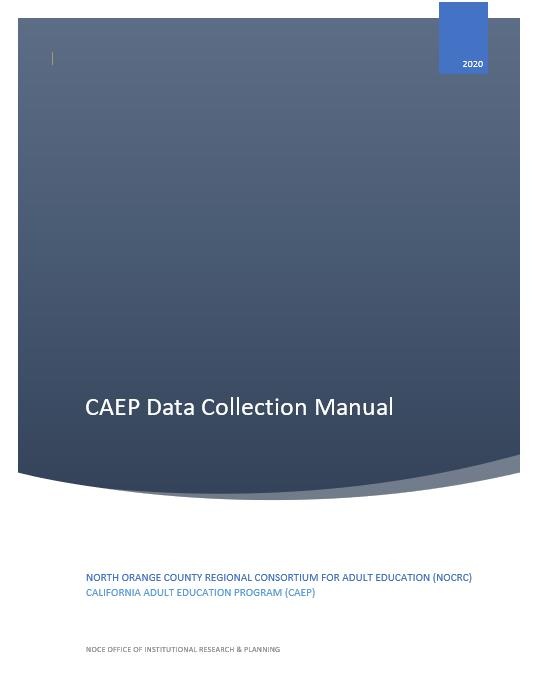 2020
CAEP Data Collection Manual
NORTH ORANGE COUNTY REGIONAL CONSORTIUM FOR ADULT EDUCATION (NOCRC)
CALIFORNIA ADULT EDUCATION PROGRAM (CAEP)
NOCE OFFICE OF INSTITUTIONAL RESEARCH & PLANNING